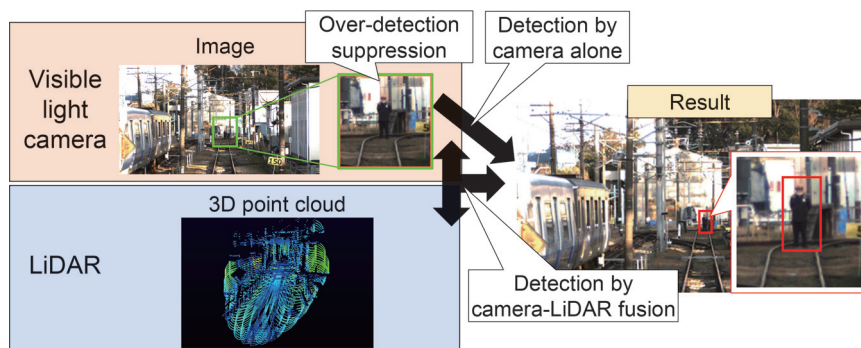 Over-detection
suppression
Detection by
camera alone
Image
Visible
light
camera
Result
150
3D point cloud
LiDAR
Detection by
camera-LiDAR fusion